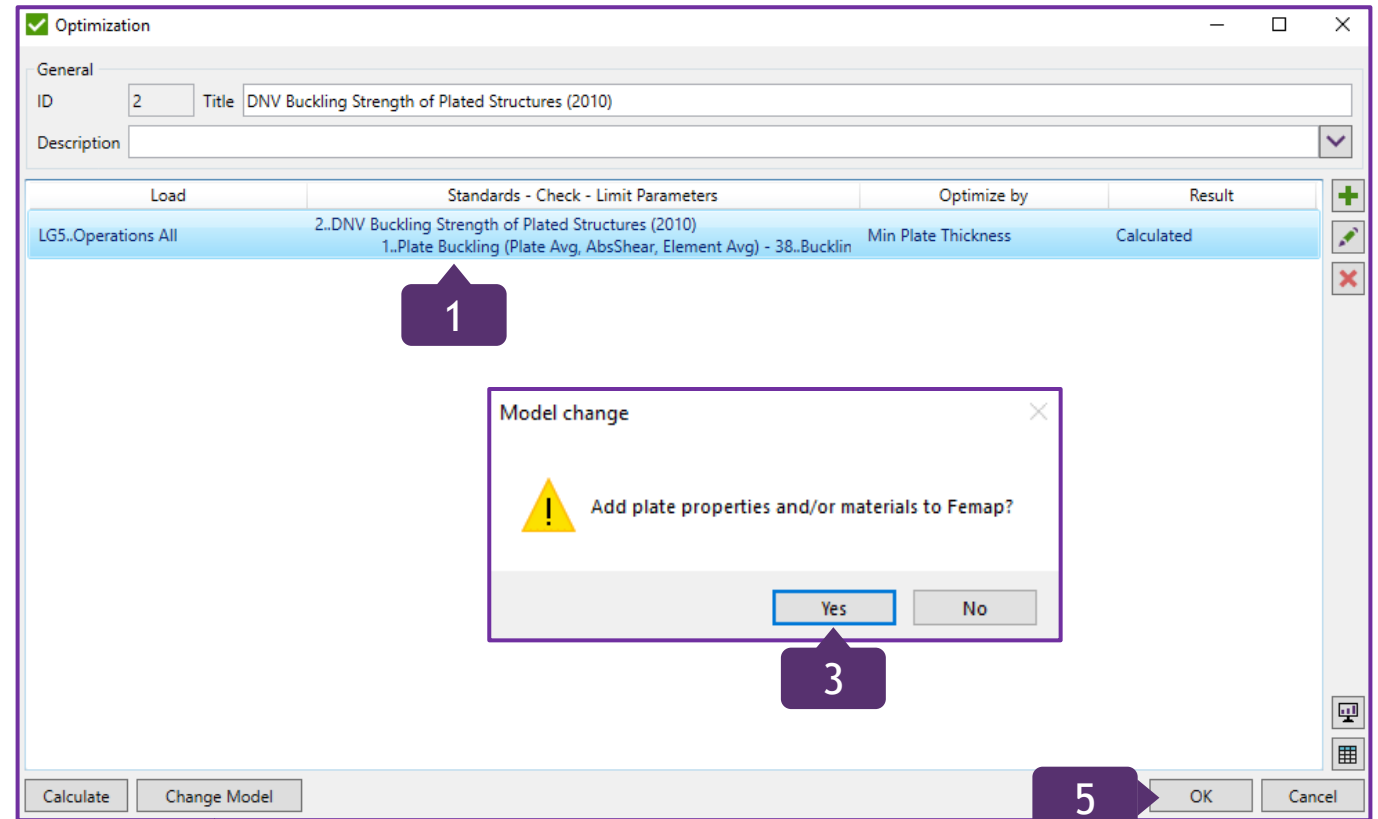 Optimization
General
ID 2 Title DNV Buckling Strength of Plated Structures (2010)
Description
Load Standards - Check - Limit Parameters Optimize by Result
LG5..Operations All 2..DNV Buckling Strength of Plated Structures (2010) Min Plate Thickness Calculated
1..Plate Buckling (Plate Avg, AbsShear, Element Avg) - 38..Bucklin
1
Model change
Add plate properties and/or materials to Femap?
Yes No
3
5
Calculate Change Model OK Cancel